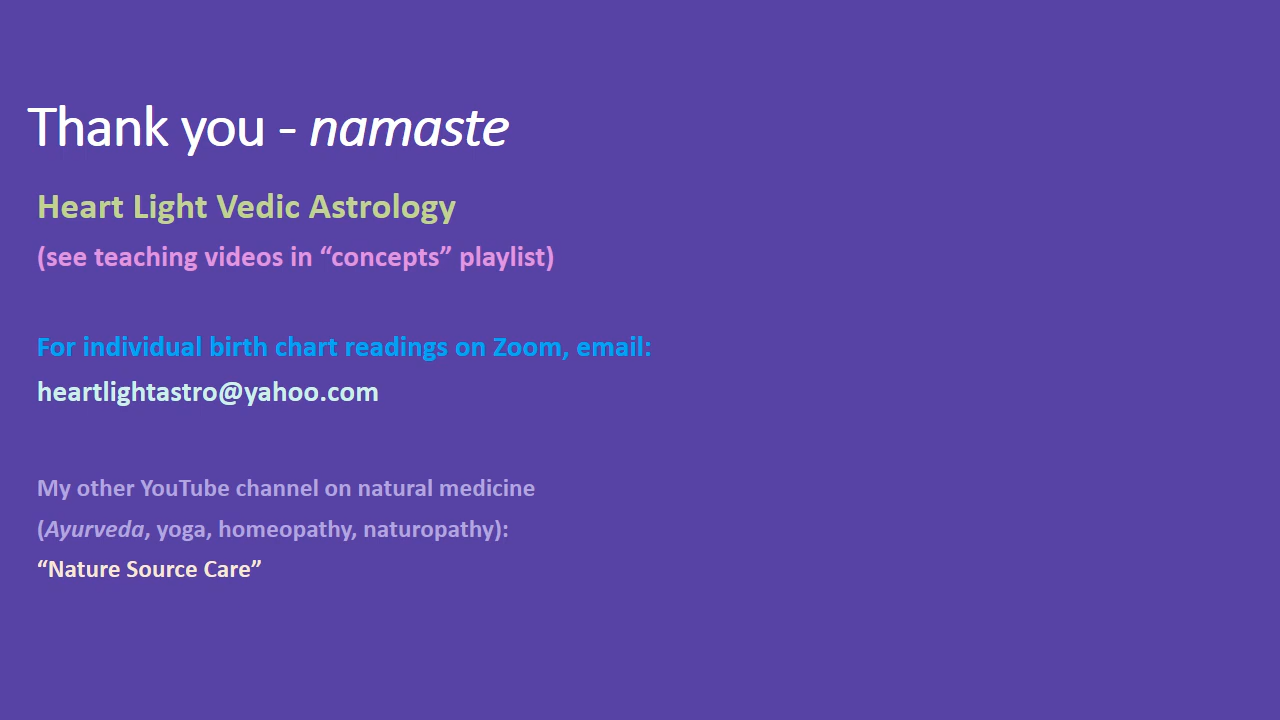 Thank you - namaste
Heart Light Vedic Astrology
(see teaching videos in “concepts” playlist)
For individual birth chart readings on Zoom, email:
heartlightastro@yahoo.com
My other YouTube channel on natural medicine
(Ayurveda, yoga, homeopathy, naturopathy):
“Nature Source Care”